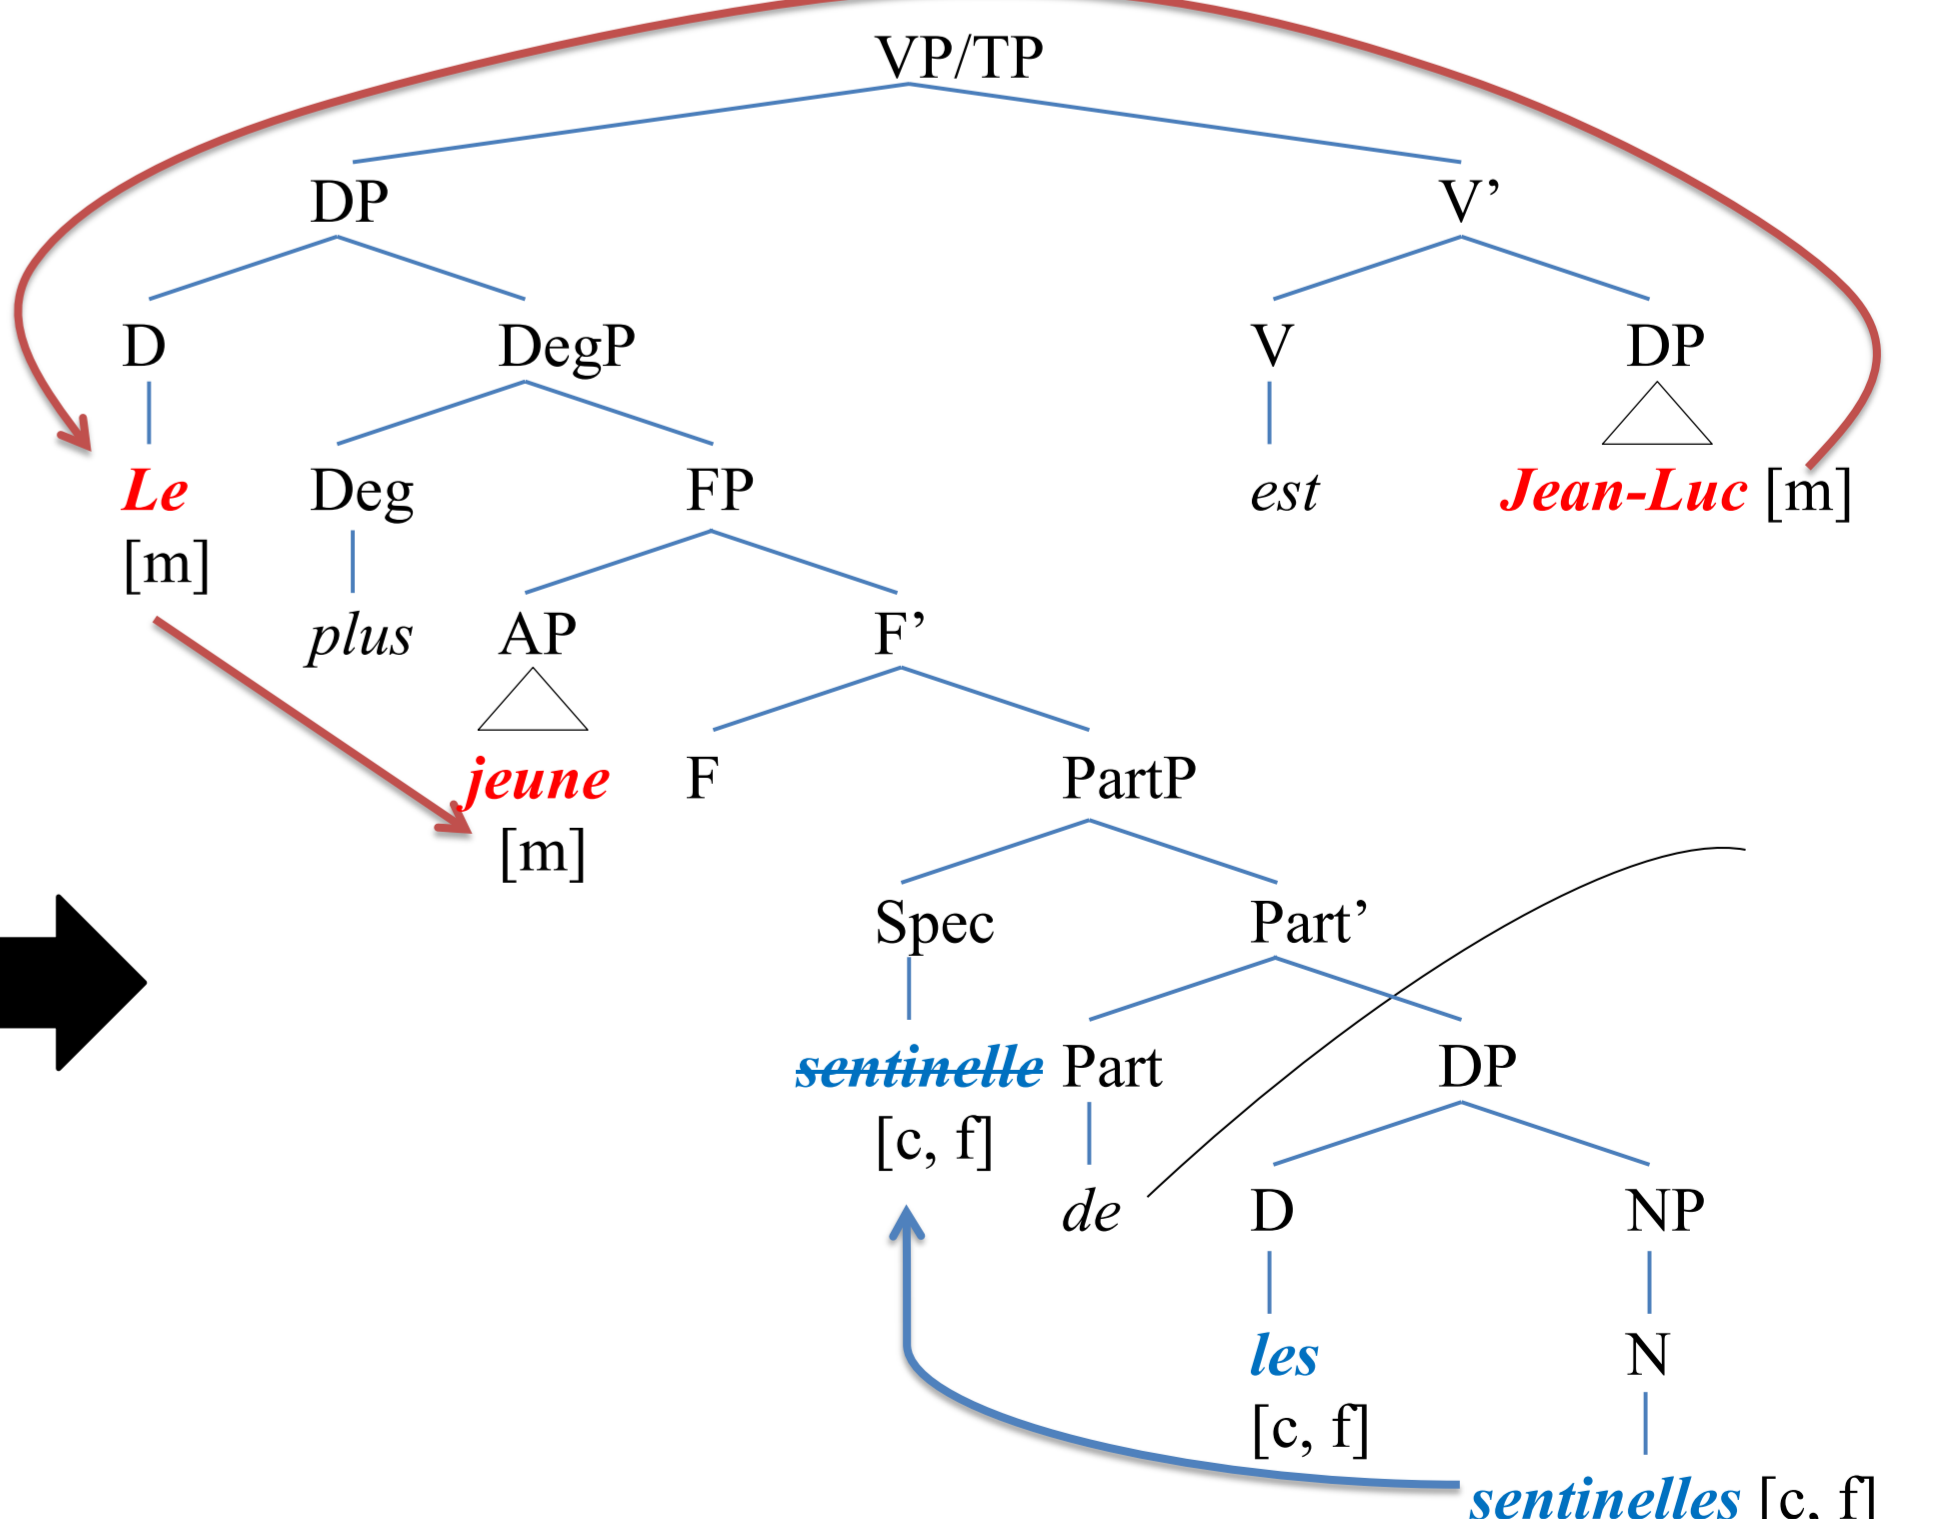 VP/TP
DP V’
D DegP V DP
Le Deg FP est Jean-Luc [m]
[m]
plus AP F’
jeune F PartP
[m]
Spec Part’
sentinelle Part DP
[c, f]
de D NP
les N
[c, f]
sentinelles [c, f]